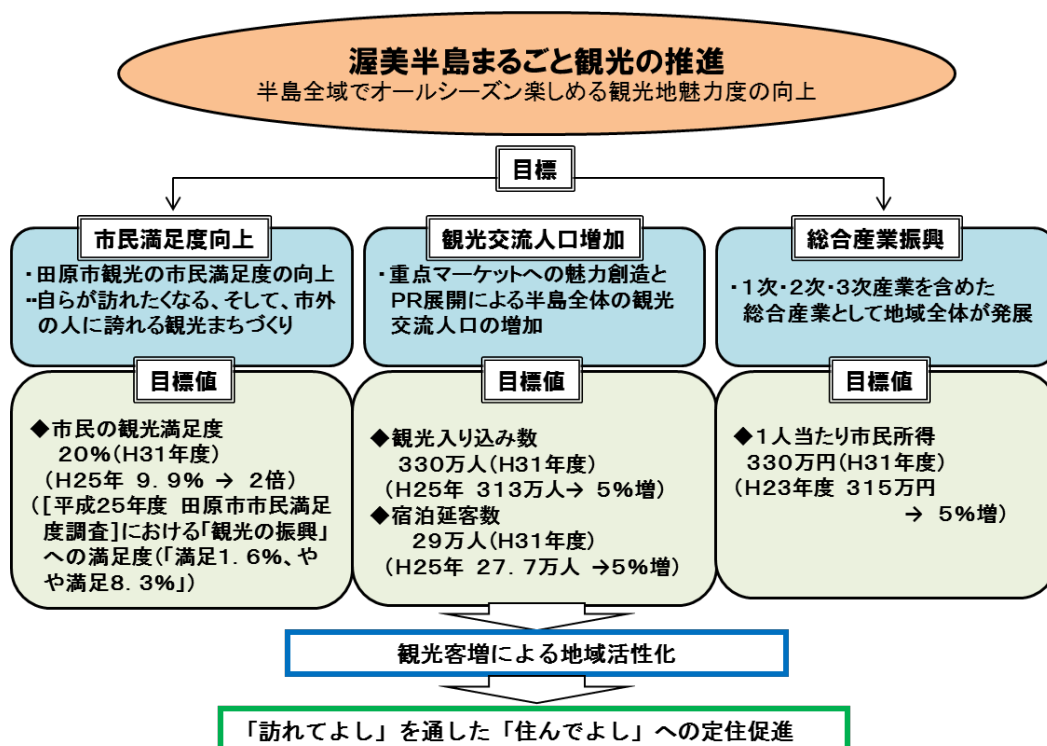 渥美半島まるごと観光の推進
半島全域でオールシーズン楽しめる観光地魅力度の向上
目標
市民満足度向上
・田原市観光の市民満足度の向上
…自らが訪れたくなる、そして、市外
の人に誇れる観光まちづくり
目標値
◆市民の観光満足度
20%(H31年度)
(H25年 9.9% → 2倍)
([平成25年度 田原市市民満足
度調査]における「観光の振興」
への満足度(「満足1.6%、や
や満足8.3%」)
観光交流人口増加
・重点マーケットへの魅力創造と
PR展開による半島全体の観光
交流人口の増加
目標値
◆観光入り込み数
330万人(H31年度)
(H25年 313万人→ 5%増)
◆宿泊延客数
29万人(H31年度)
(H25年 27.7万人 →5%増)
総合産業振興
・1次・2次・3次産業を含めた
総合産業として地域全体が発展
目標値
◆1人当たり市民所得
330万円(H31年度)
(H23年度 315万円
→ 5%増)
観光客増による地域活性化
「訪れてよし」を通した「住んでよし」への定住促進